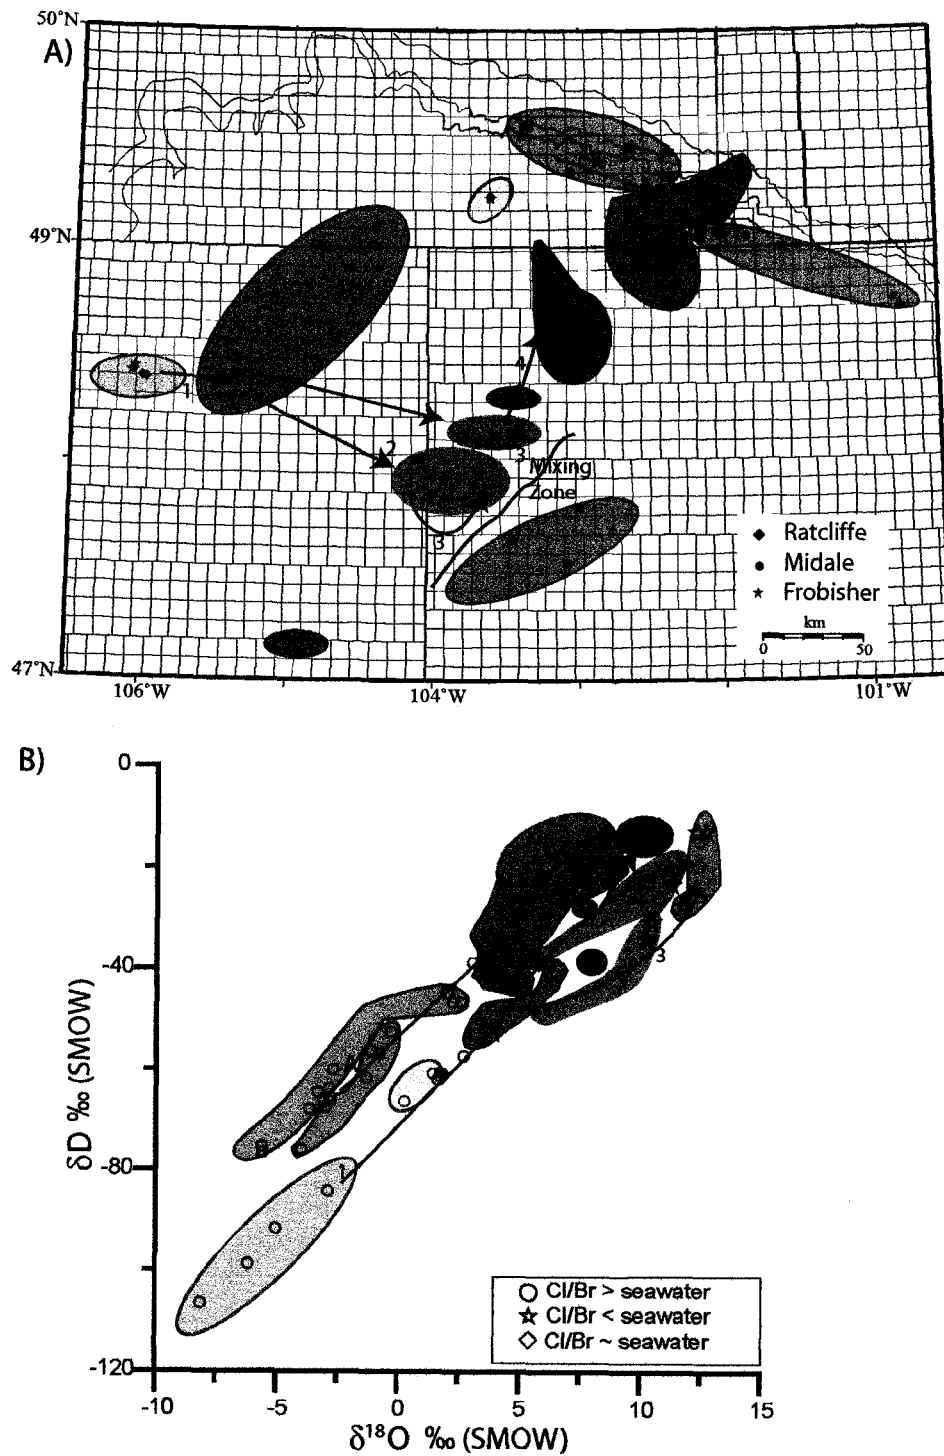 50°N
A)
49°N
1
4
2
3
Mixing
Zone
3
◆ Ratcliffe
● Midale
★ Frobisher
km
0 50
47°N
106°W 104°W 101°W
B)
0
-40
3
δD ‰ (SMOW)
-80
1
○ Cl/Br > seawater
☆ Cl/Br < seawater
◇ Cl/Br ~ seawater
-120
-10 -5 0 5 10 15
δ¹⁸O ‰ (SMOW)